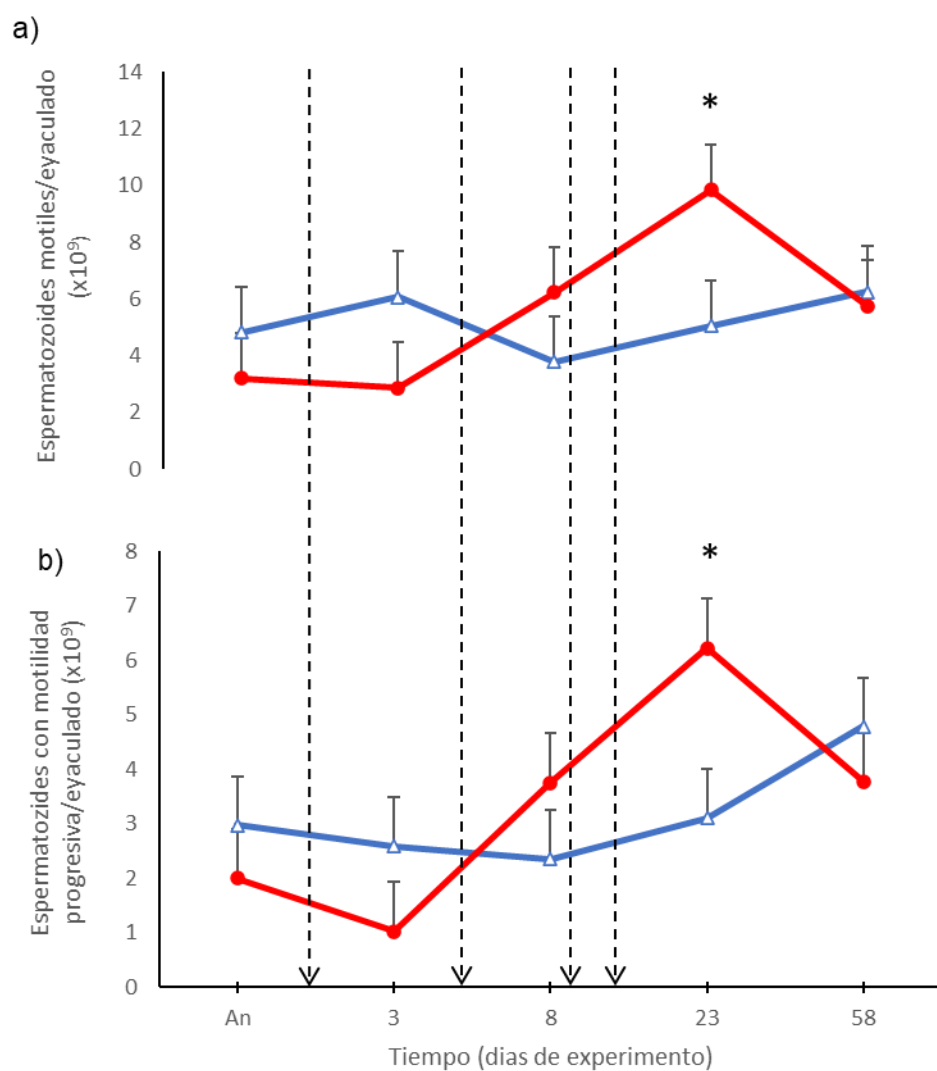 a)
Espermatozoides motiles/eyaculado
(x10⁹)
14
12
10
8
6
4
2
0
*
b)
Espermatozides con motilidad
progresiva/eyaculado (x10⁹)
8
7
6
5
4
3
2
1
0
*
An 3 8 23 58
Tiempo (dias de experimento)